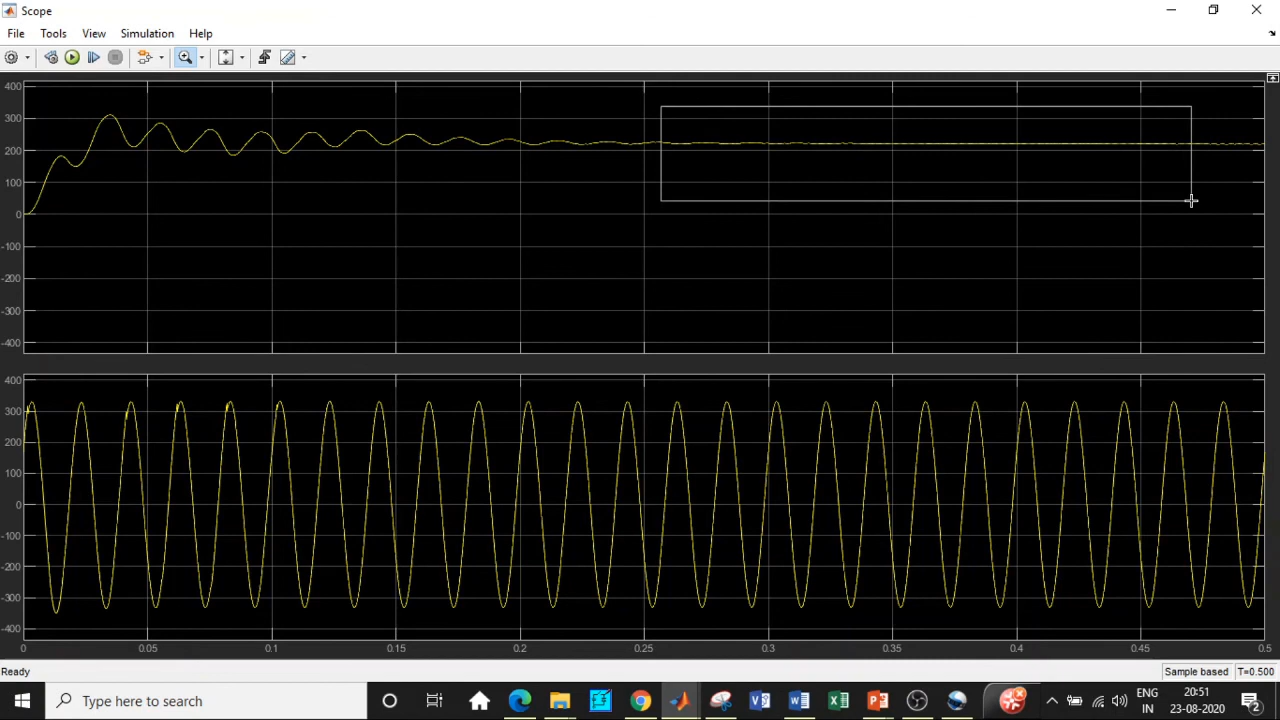 Scope
File Tools View Simulation Help
400
300
200
100
0
-100
-200
-300
-400
400
300
200
100
0
-100
-200
-300
-400
0 0.05 0.1 0.15 0.2 0.25 0.3 0.35 0.4 0.45 0.5
Ready Sample based T=0.500
Type here to search
ENG 20:51
IN 23-08-2020 2